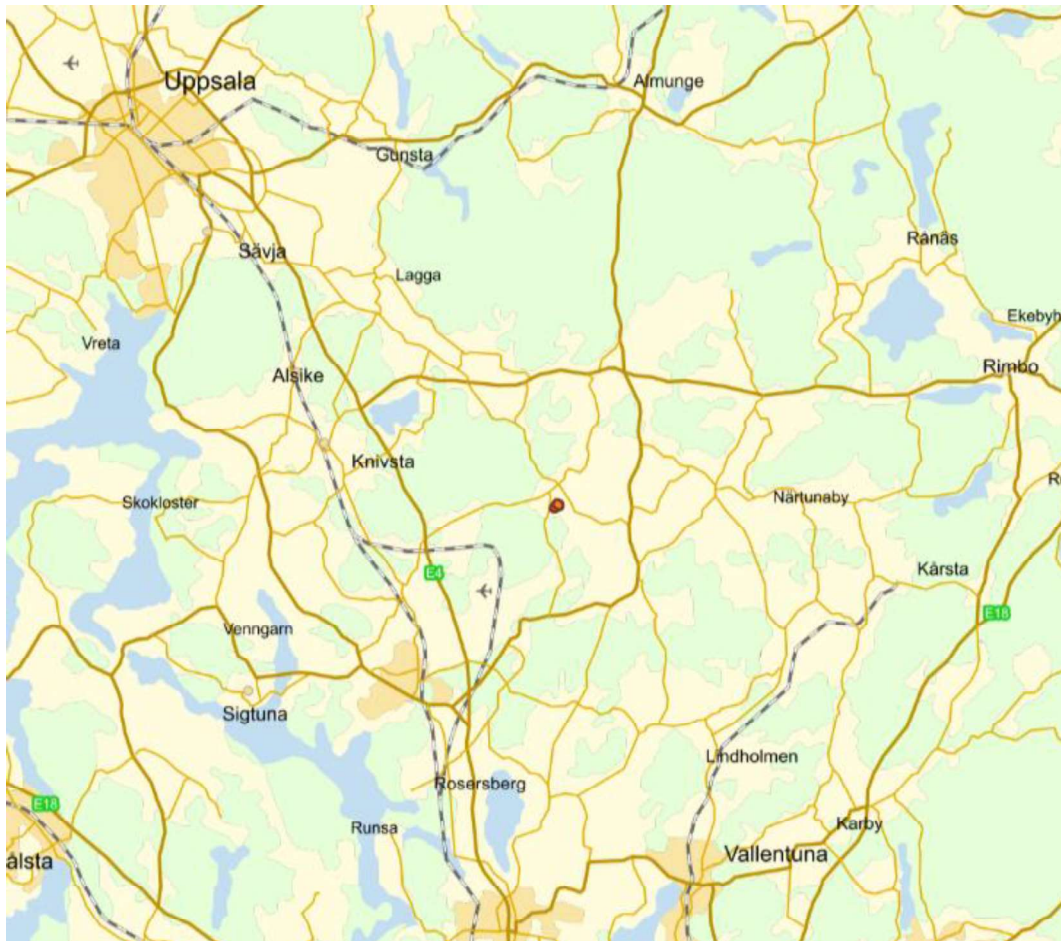 Uppsala
Almunge
Gunsta
Sävja
Lagga
Rånäs
Vreta
Ekebyh
Rimbo
Alsike
Knivsta
Skokloster
Närtunaby
R
E4
Kårsta
E18
Venngarn
Sigtuna
Lindholmen
Rosersberg
E18
Runsa
Karby
ålsta
Vallentuna